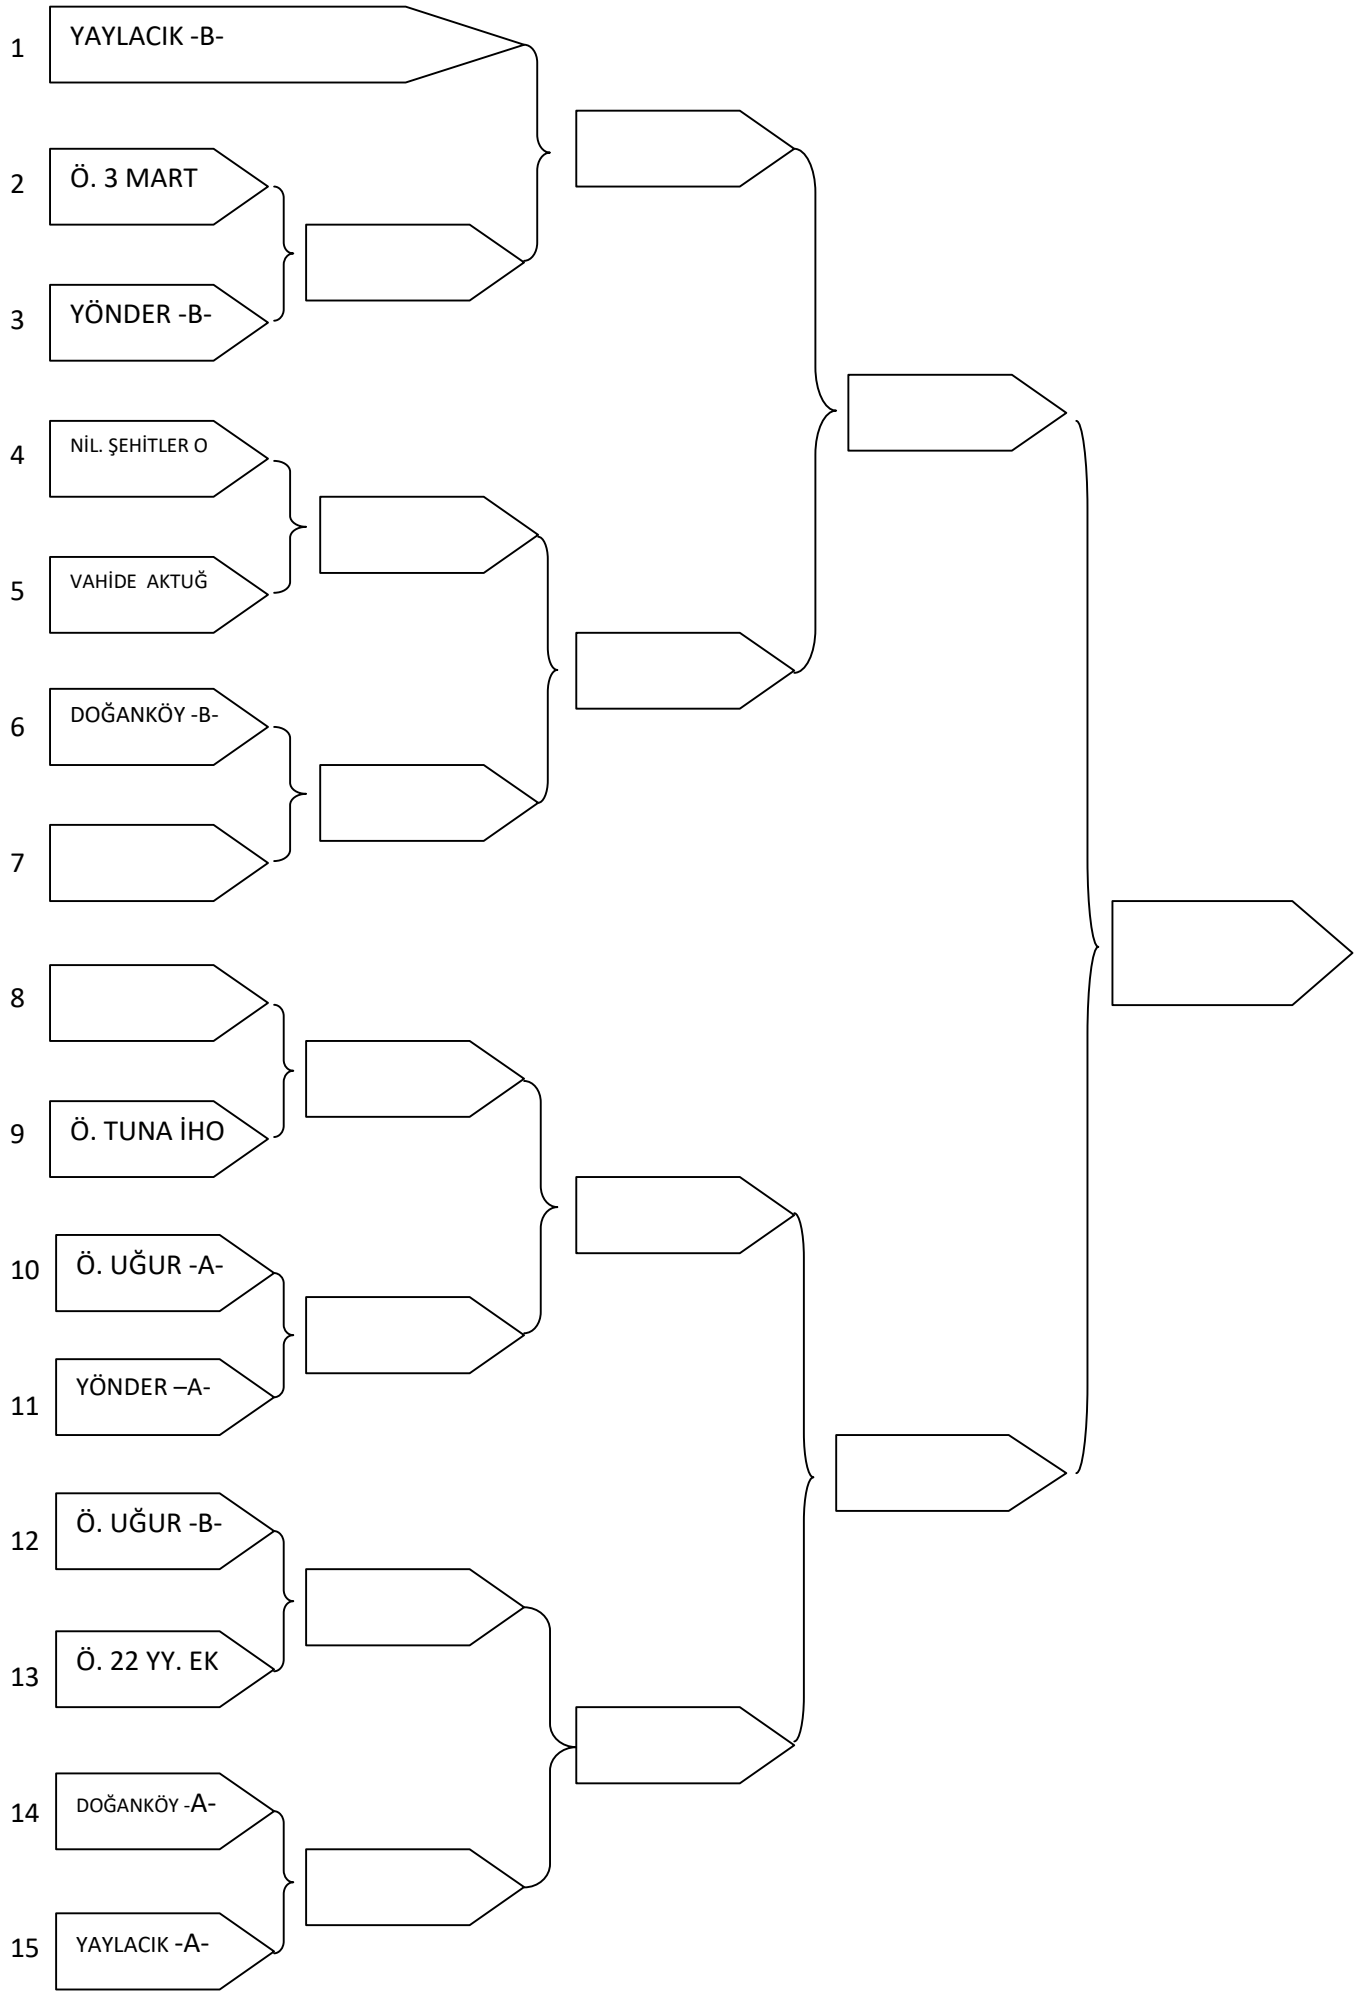 1 YAYLACIK -B-
2 Ö. 3 MART
3 YÖNDER -B-
4 NİL. ŞEHİTLER O
5 VAHİDE AKTUĞ
6 DOĞANKÖY -B-
7
8
9 Ö. TUNA İHO
10 Ö. UĞUR -A-
11 YÖNDER –A-
12 Ö. UĞUR -B-
13 Ö. 22 YY. EK
14 DOĞANKÖY -A-
15 YAYLACIK -A-